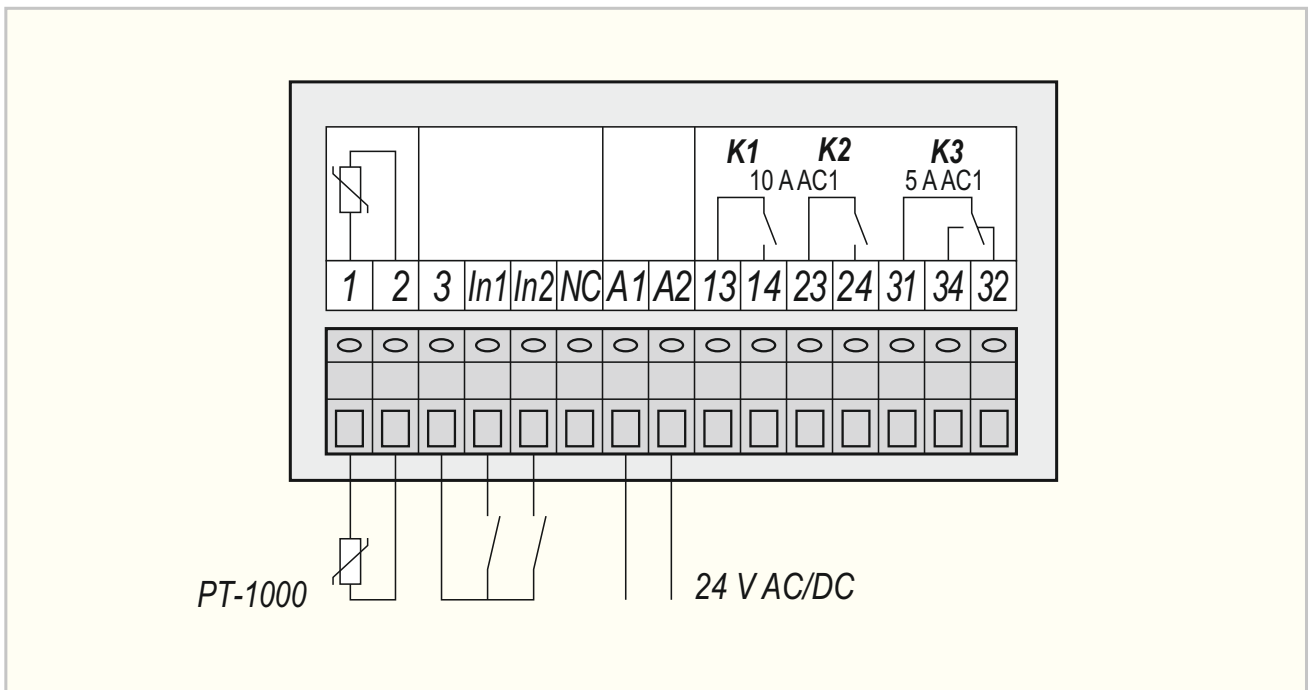 K1 K2 K3
10 A AC1 5 A AC1
1 2 3 In1 In2 NC A1 A2 13 14 23 24 31 34 32
PT-1000
24 V AC/DC